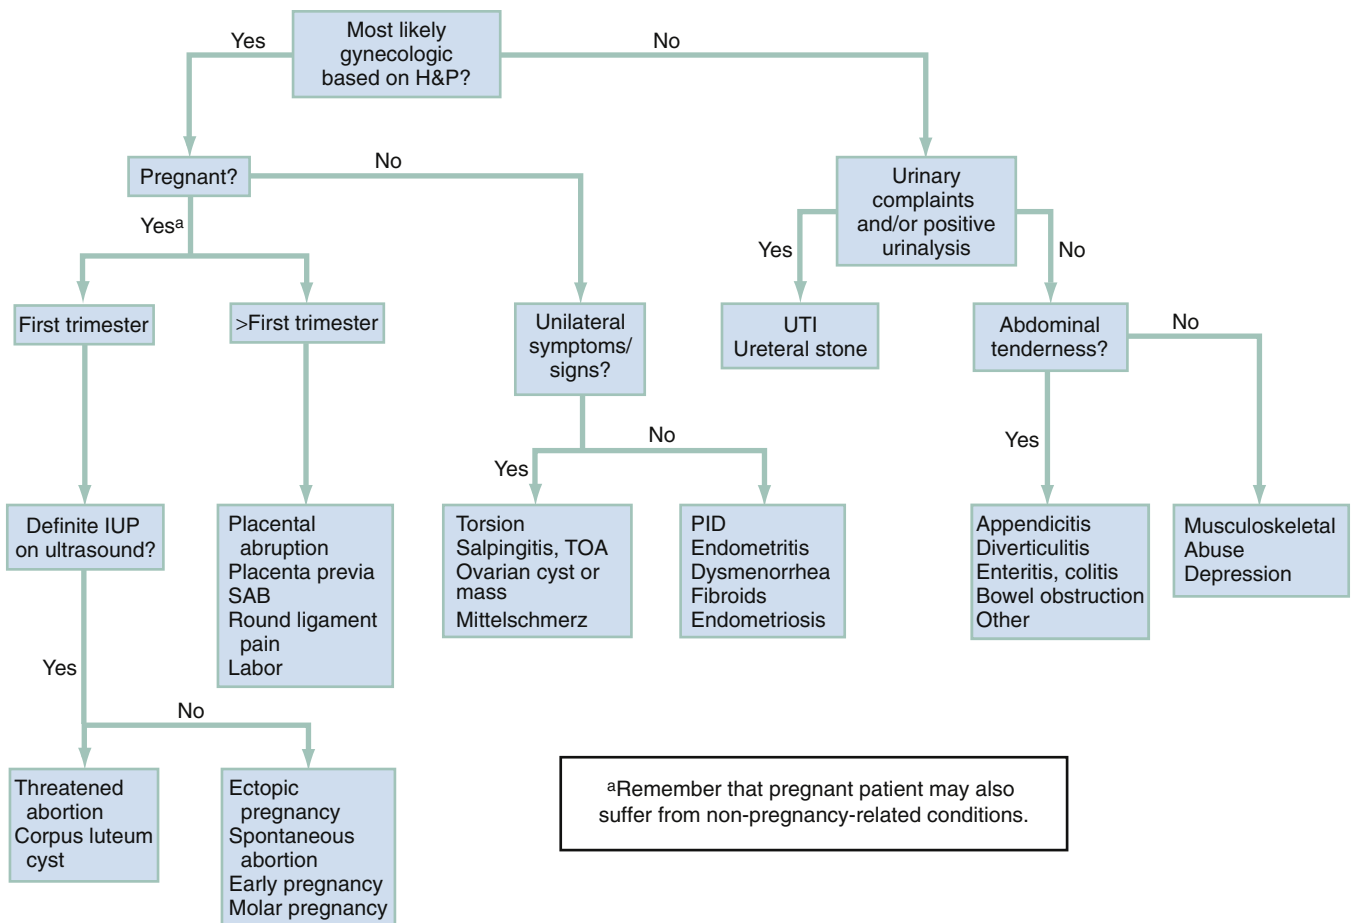 Most likely
gynecologic
based on H&P?
Yes
No
Pregnant?
No
Yesa
Urinary
complaints
and/or positive
urinalysis
Yes
No
First trimester
>First trimester
Unilateral
symptoms/
signs?
UTI
Ureteral stone
Abdominal
tenderness?
No
Yes
No
Yes
Definite IUP
on ultrasound?
Placental
abruption
Placenta previa
SAB
Round ligament
pain
Labor
Torsion
Salpingitis, TOA
Ovarian cyst or
mass
Mittelschmerz
PID
Endometritis
Dysmenorrhea
Fibroids
Endometriosis
Appendicitis
Diverticulitis
Enteritis, colitis
Bowel obstruction
Other
Musculoskeletal
Abuse
Depression
Yes
No
Threatened
abortion
Corpus luteum
cyst
Ectopic
pregnancy
Spontaneous
abortion
Early pregnancy
Molar pregnancy
aRemember that pregnant patient may also
suffer from non-pregnancy-related conditions.